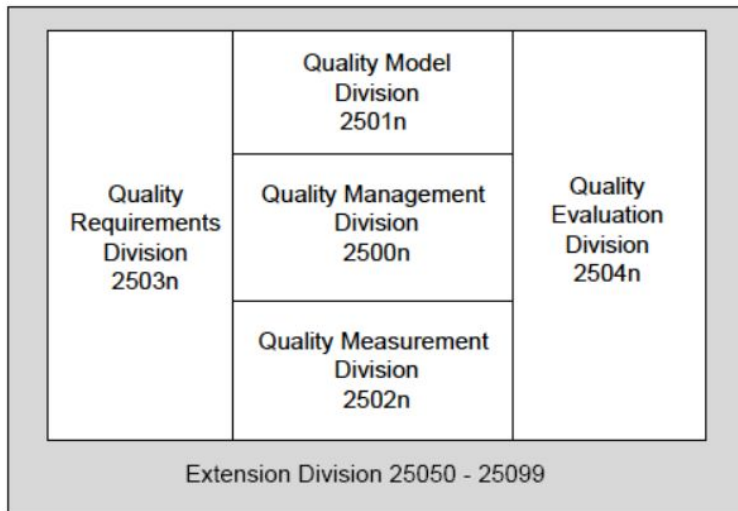 Quality
Requirements
Division
2503n
Quality Model
Division
2501n
Quality Management
Division
2500n
Quality Measurement
Division
2502n
Quality
Evaluation
Division
2504n
Extension Division 25050 - 25099